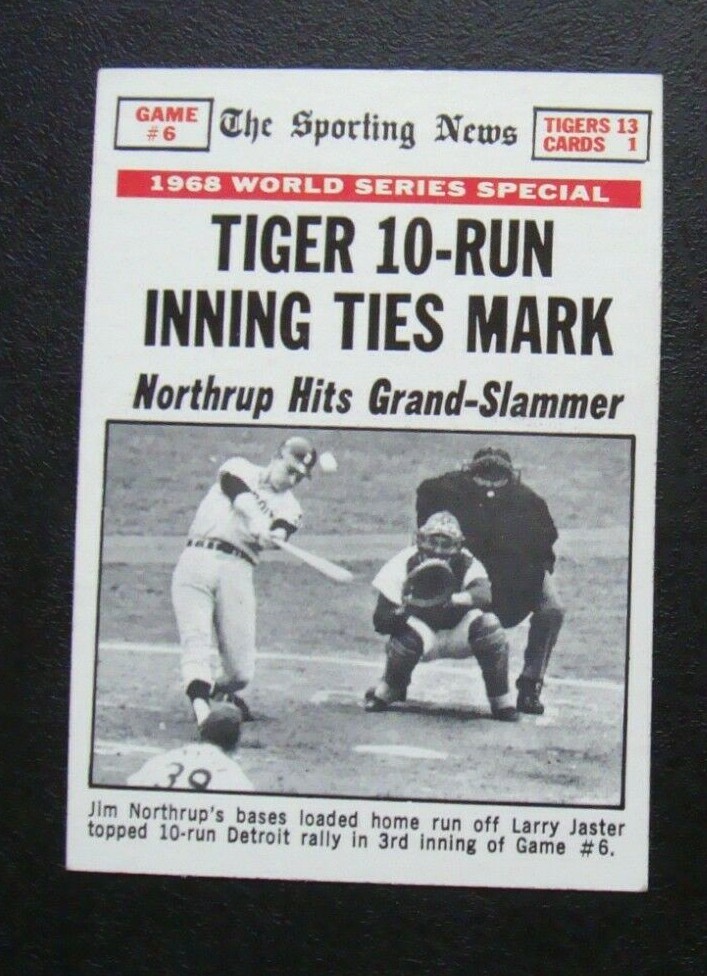 GAME
#6
The Sporting News
TIGERS 13
CARDS 1
1968 WORLD SERIES SPECIAL
TIGER 10-RUN
INNING TIES MARK
Northrup Hits Grand-Slammer
39
Jim Northrup's bases loaded home run off Larry Jaster
topped 10-run Detroit rally in 3rd inning of Game #6.